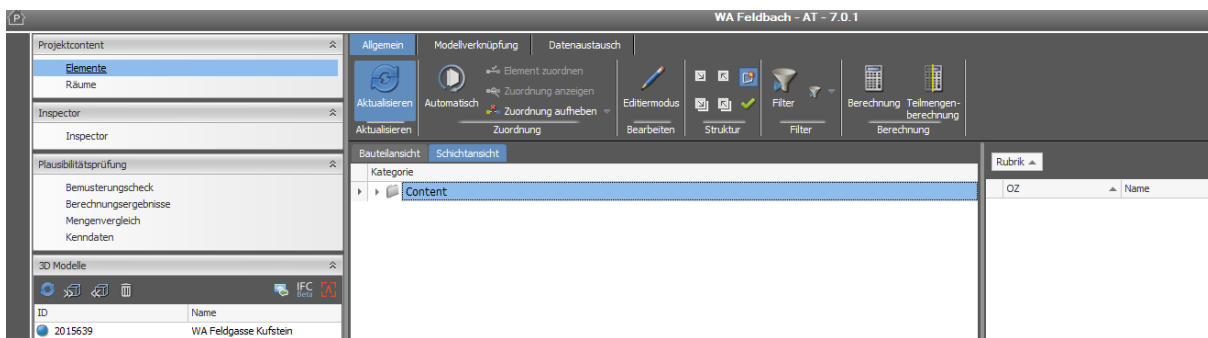 P
WA Feldbach - AT - 7.0.1
Projektcontent
Elemente
Räume
Inspector
Inspector
Plausibilitätsprüfung
Bemusterungscheck
Berechnungsergebnisse
Mengenvergleich
Kenndaten
3D Modelle
IFC
Beta
ID Name
2015639 WA Feldgasse Kufstein
Allgemein Modellverknüpfung Datenaustausch
Aktualisieren
Aktualisieren
Automatisch
Element zuordnen
Zuordnung anzeigen
Zuordnung aufheben
Zuordnung
Editiermodus
Bearbeiten
Struktur
Filter
Filter
Berechnung
Teilmengen-
berechnung
Berechnung
Bauteilansicht Schichtansicht
Kategorie
Content
Rubrik
OZ Name